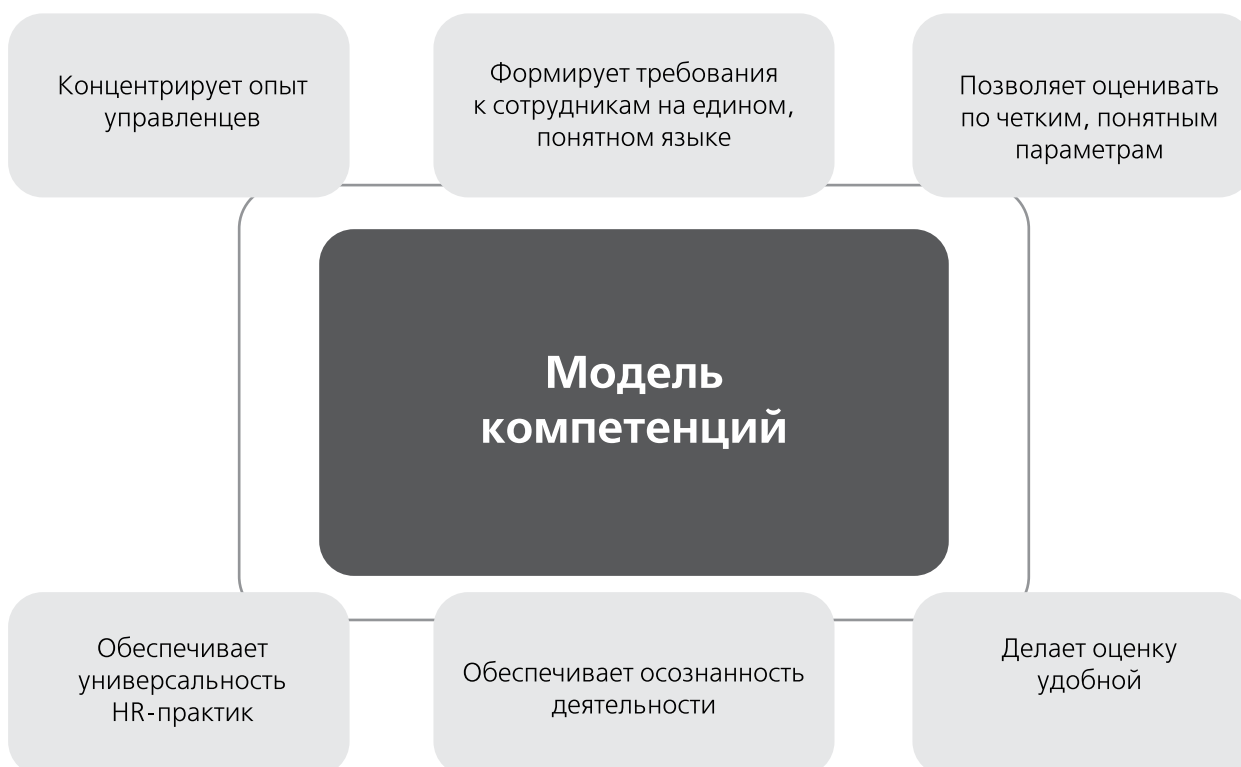 Концентрирует опыт
управленцев
Формирует требования
к сотрудникам на едином,
понятном языке
Позволяет оценивать
по четким, понятным
параметрам
Модель
компетенций
Обеспечивает
универсальность
HR-практик
Обеспечивает осознанность
деятельности
Делает оценку
удобной